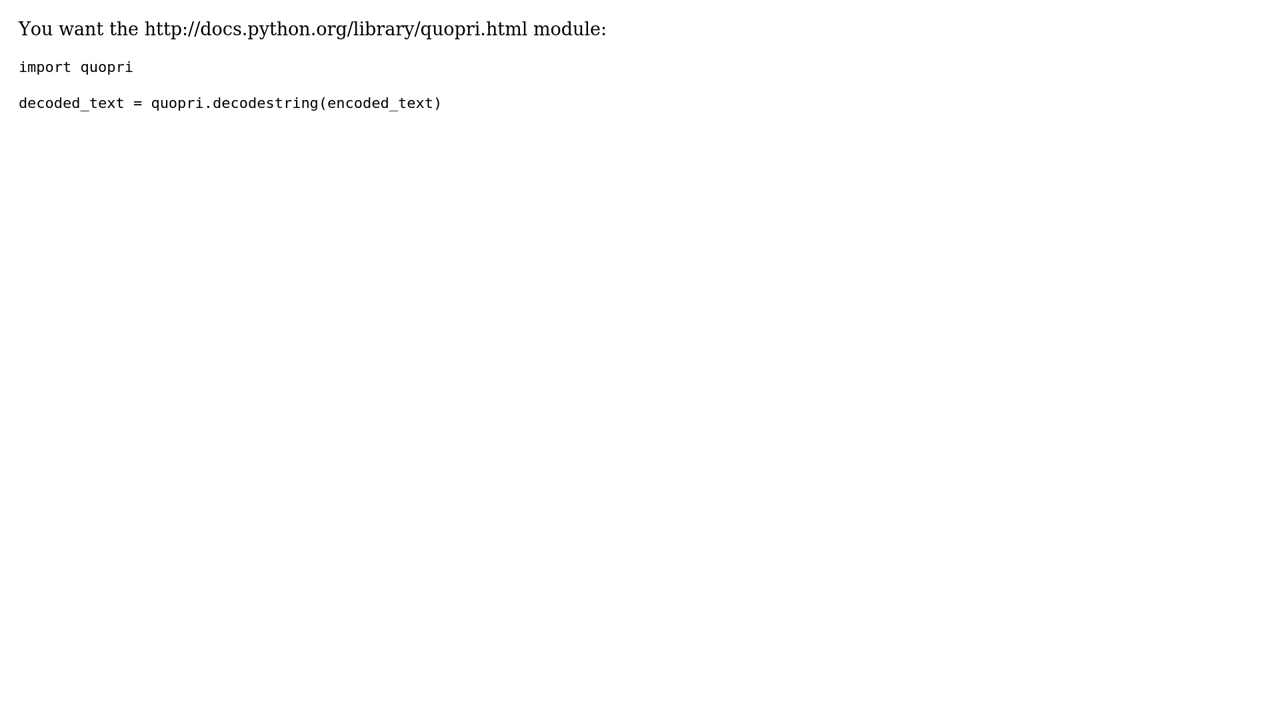 You want the http://docs.python.org/library/quopri.html module:
import quopri
decoded_text = quopri.decodestring(encoded_text)